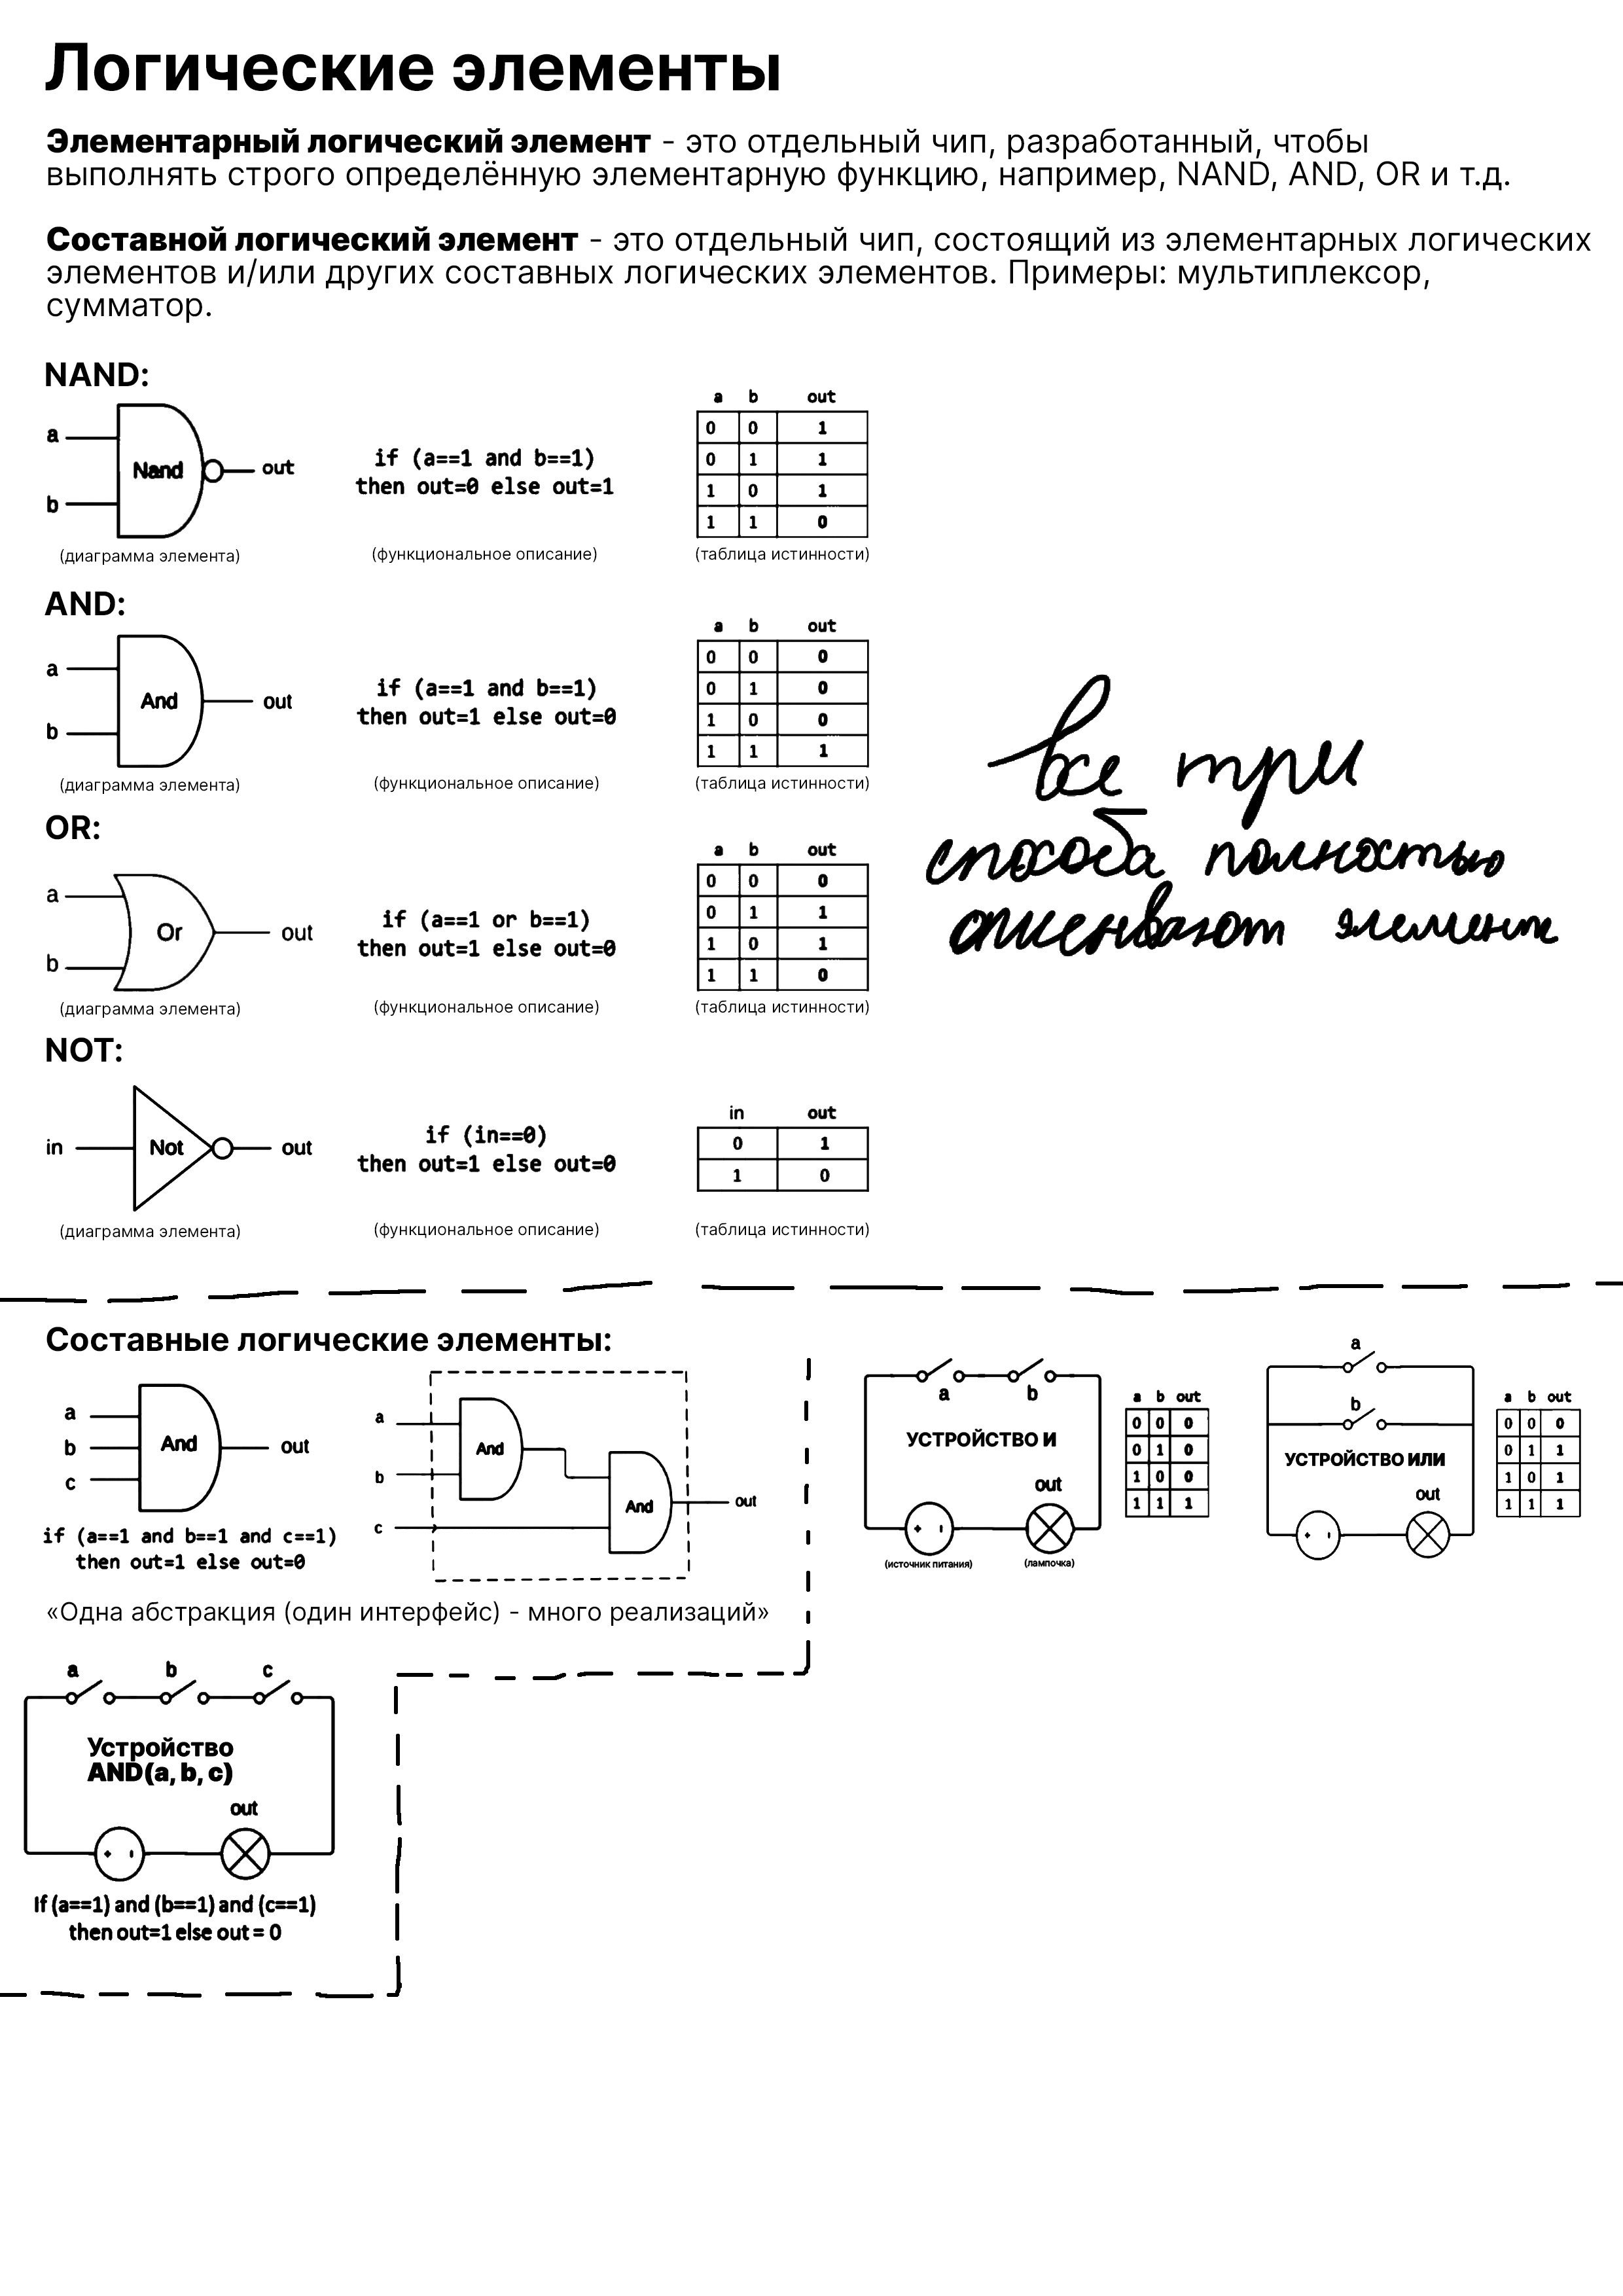 Логические элементы
Элементарный логический элемент - это отдельный чип, разработанный, чтобы
выполнять строго определённую элементарную функцию, например, NAND, AND, OR и т.д.
Составной логический элемент - это отдельный чип, состоящий из элементарных логических
элементов и/или других составных логических элементов. Примеры: мультиплексор,
сумматор.
NAND:
a
b
Nand
out
(диаграмма элемента)
if (a==1 and b==1)
then out=0 else out=1
(функциональное описание)
a b out
0 0 1
0 1 1
1 0 1
1 1 0
(таблица истинности)
AND:
a
b
And
out
(диаграмма элемента)
if (a==1 and b==1)
then out=1 else out=0
(функциональное описание)
a b out
0 0 0
0 1 0
1 0 0
1 1 1
(таблица истинности)
все три
способа полностью
описывают элемент
OR:
a
b
Or
out
(диаграмма элемента)
if (a==1 or b==1)
then out=1 else out=0
(функциональное описание)
a b out
0 0 0
0 1 1
1 0 1
1 1 0
(таблица истинности)
NOT:
in
Not
out
(диаграмма элемента)
if (in==0)
then out=1 else out=0
(функциональное описание)
in out
0 1
1 0
(таблица истинности)
Составные логические элементы:
a
b
c
And
out
if (a==1 and b==1 and c==1)
then out=1 else out=0
a
b
c
And
And
out
«Одна абстракция (один интерфейс) - много реализаций»
a b c
Устройство
AND(a, b, c)
out
+ -
If (a==1) and (b==1) and (c==1)
then out=1 else out = 0
a b
УСТРОЙСТВО И
out
+ -
(источник питания) (лампочка)
a b out
0 0 0
0 1 0
1 0 0
1 1 1
a
b
УСТРОЙСТВО ИЛИ
out
+ -
a b out
0 0 0
0 1 1
1 0 1
1 1 1